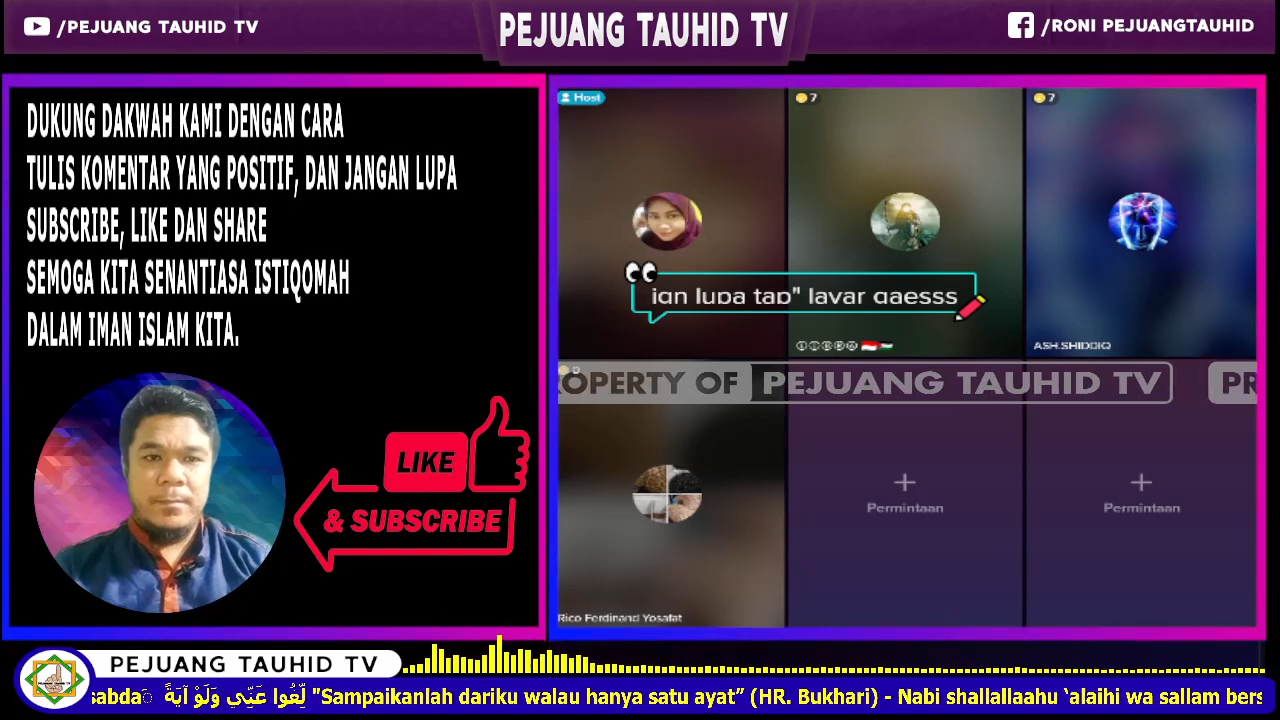 /PEJUANG TAUHID TV
PEJUANG TAUHID TV
/RONI PEJUANGTAUHID
DUKUNG DAKWAH KAMI DENGAN CARA
TULIS KOMENTAR YANG POSITIF, DAN JANGAN LUPA
SUBSCRIBE, LIKE DAN SHARE
SEMOGA KITA SENANTIASA ISTIQOMAH
DALAM IMAN ISLAM KITA.
LIKE
& SUBSCRIBE
Host
7
7
jgn lupa tap" layar gaesss
ASH.SHIDDIQ
OPERTY OF PEJUANG TAUHID TV PR
Permintaan
Permintaan
Rico Ferdinand Yosafat
PEJUANG TAUHID TV
sabda لِّغُوا عَنِّي وَلَوْ آيَةً "Sampaikanlah dariku walau hanya satu ayat” (HR. Bukhari) - Nabi shallallaahu ‘alaihi wa sallam bers